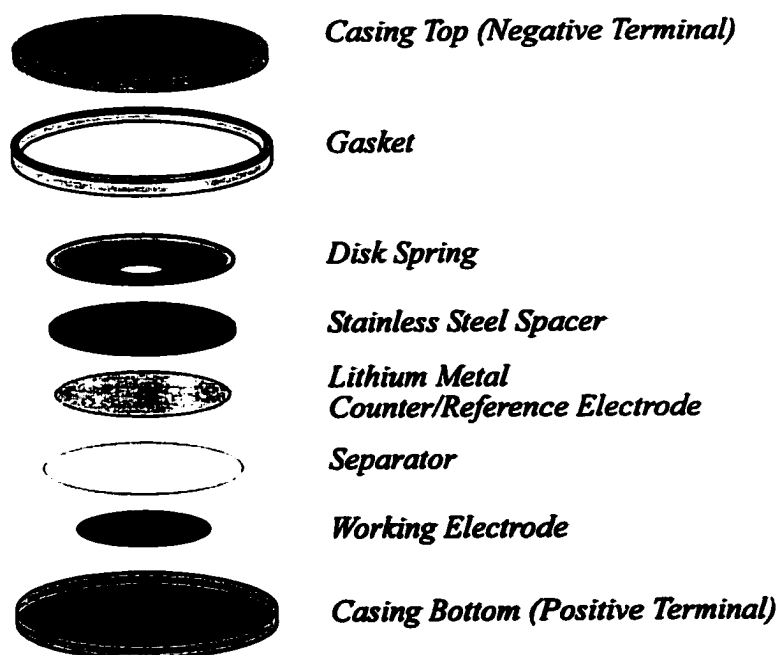 Casing Top (Negative Terminal)
Gasket
Disk Spring
Stainless Steel Spacer
Lithium Metal
Counter/Reference Electrode
Separator
Working Electrode
Casing Bottom (Positive Terminal)